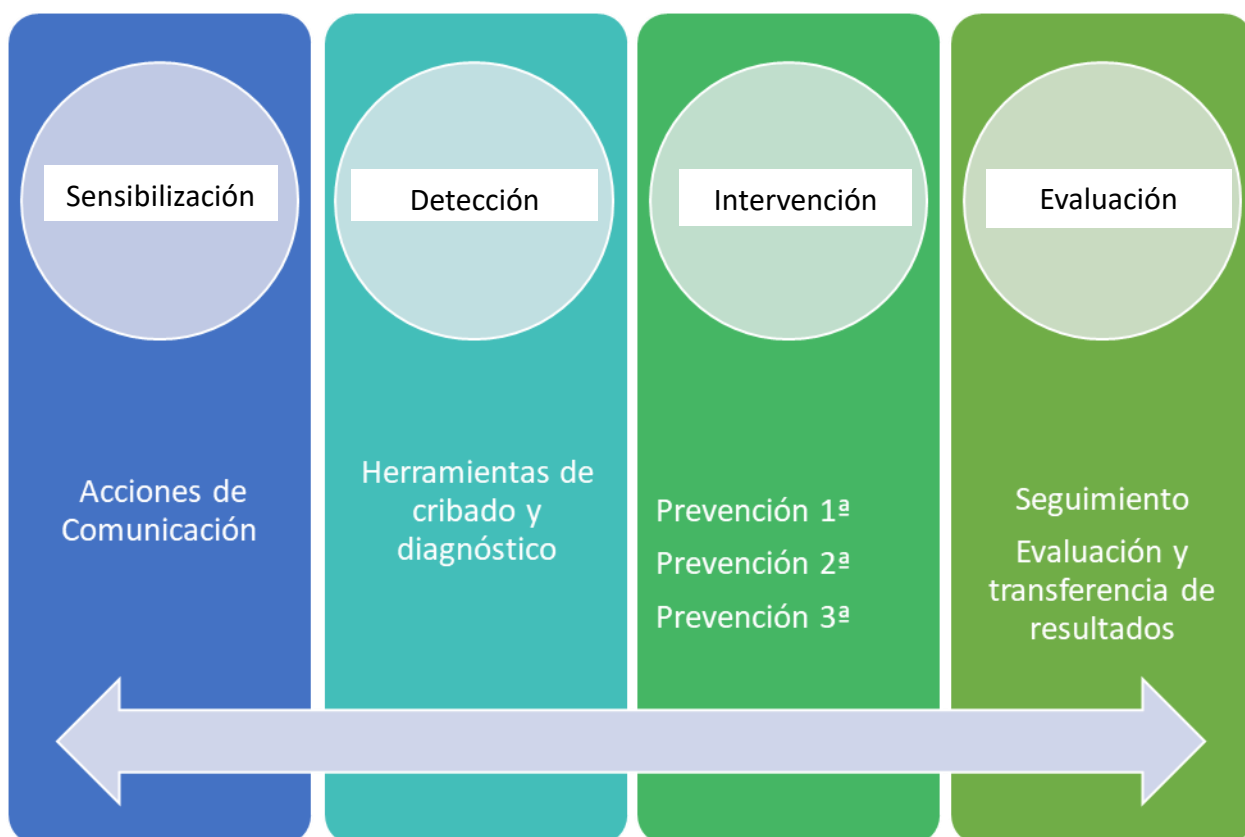 Sensibilización
Detección
Intervención
Evaluación
Acciones de
Comunicación
Herramientas de
cribado y
diagnóstico
Prevención 1ª
Prevención 2ª
Prevención 3ª
Seguimiento
Evaluación y
transferencia de
resultados